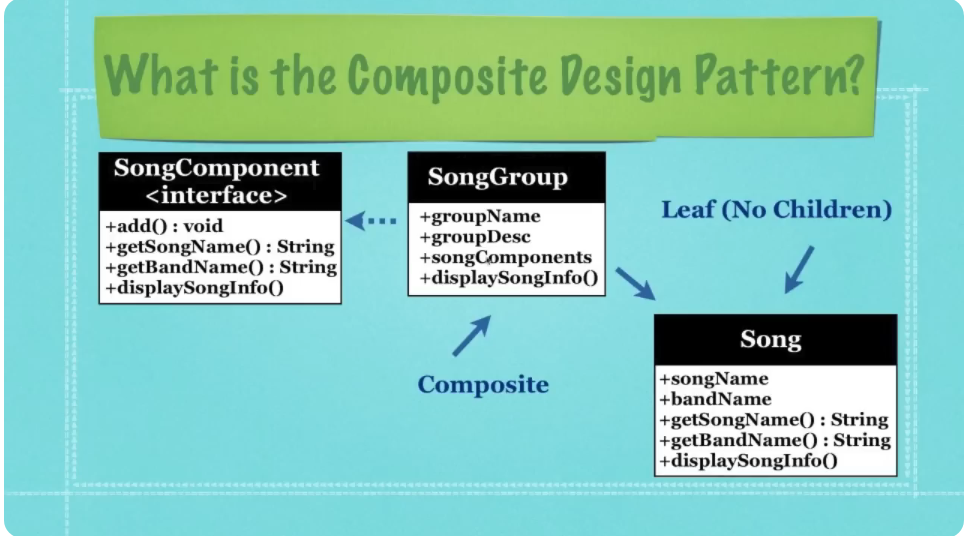 What is the Composite Design Pattern?
SongComponent
<interface>
+add() : void
+getSongName() : String
+getBandName() : String
+displaySongInfo()
SongGroup
+groupName
+groupDesc
+songComponents
+displaySongInfo()
Composite
Leaf (No Children)
Song
+songName
+bandName
+getSongName() : String
+getBandName() : String
+displaySongInfo()